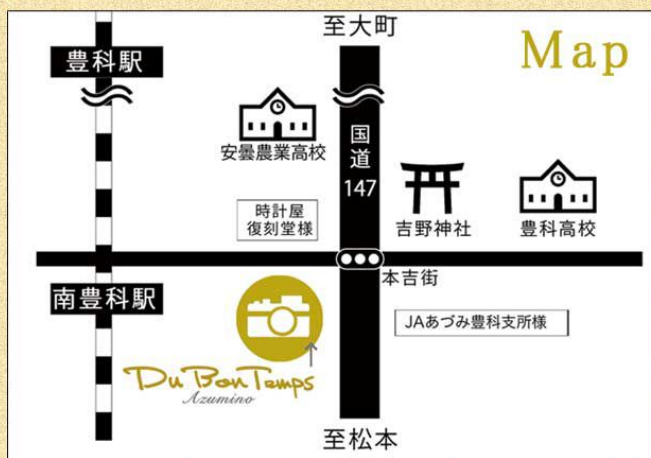 至大町
Map
豊科駅
安曇農業高校
国道
147
時計屋
復刻堂様
吉野神社
豊科高校
本吉街
南豊科駅
JAあづみ豊科支所様
Du Bon Temps
Azumino
至松本